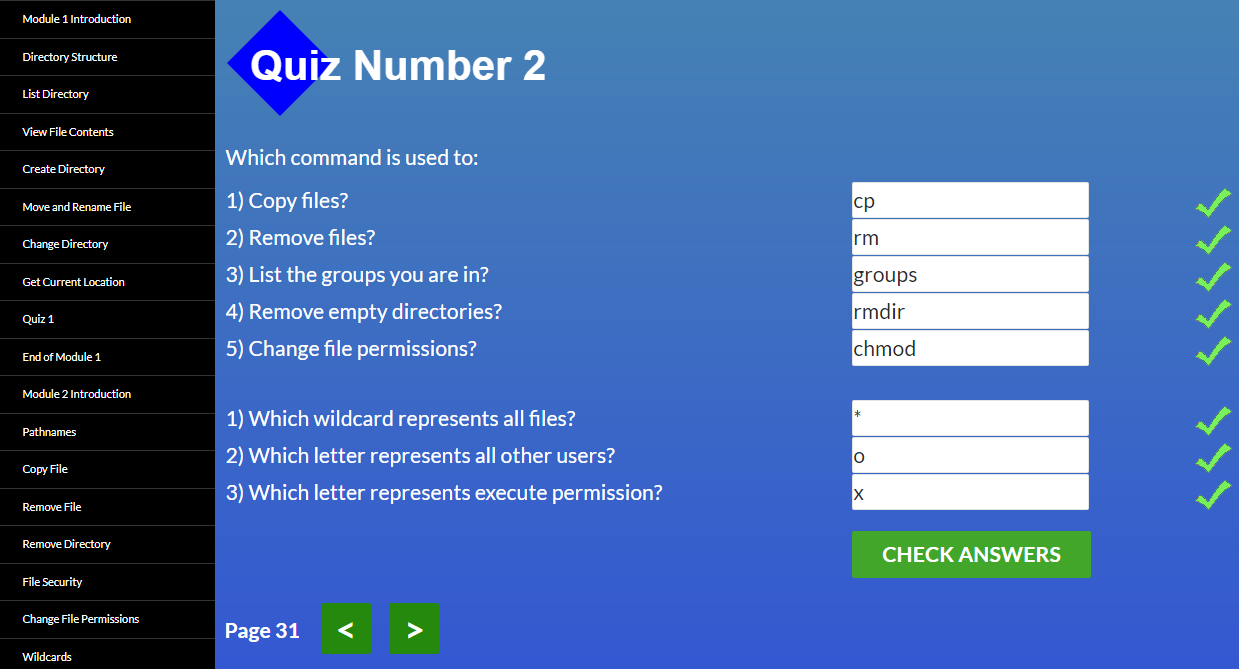 Module 1 Introduction
Directory Structure
List Directory
View File Contents
Create Directory
Move and Rename File
Change Directory
Get Current Location
Quiz 1
End of Module 1
Module 2 Introduction
Pathnames
Copy File
Remove File
Remove Directory
File Security
Change File Permissions
Wildcards
Quiz Number 2
Which command is used to:
1) Copy files? cp
2) Remove files? rm
3) List the groups you are in? groups
4) Remove empty directories? rmdir
5) Change file permissions? chmod
1) Which wildcard represents all files? *
2) Which letter represents all other users? o
3) Which letter represents execute permission? x
CHECK ANSWERS
Page 31 < >